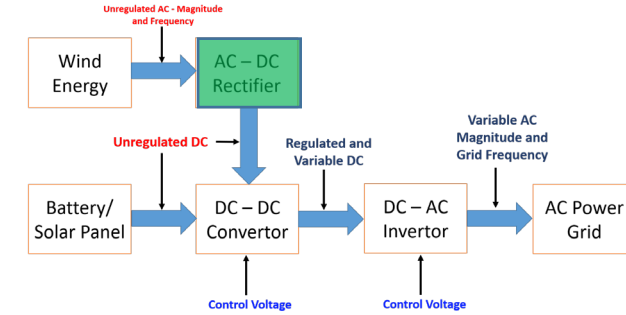 Unregulated AC - Magnitude
and Frequency
Wind
Energy
AC – DC
Rectifier
Unregulated DC
Regulated and
Variable DC
Variable AC
Magnitude and
Grid Frequency
Battery/
Solar Panel
DC – DC
Convertor
DC – AC
Invertor
AC Power
Grid
Control Voltage
Control Voltage